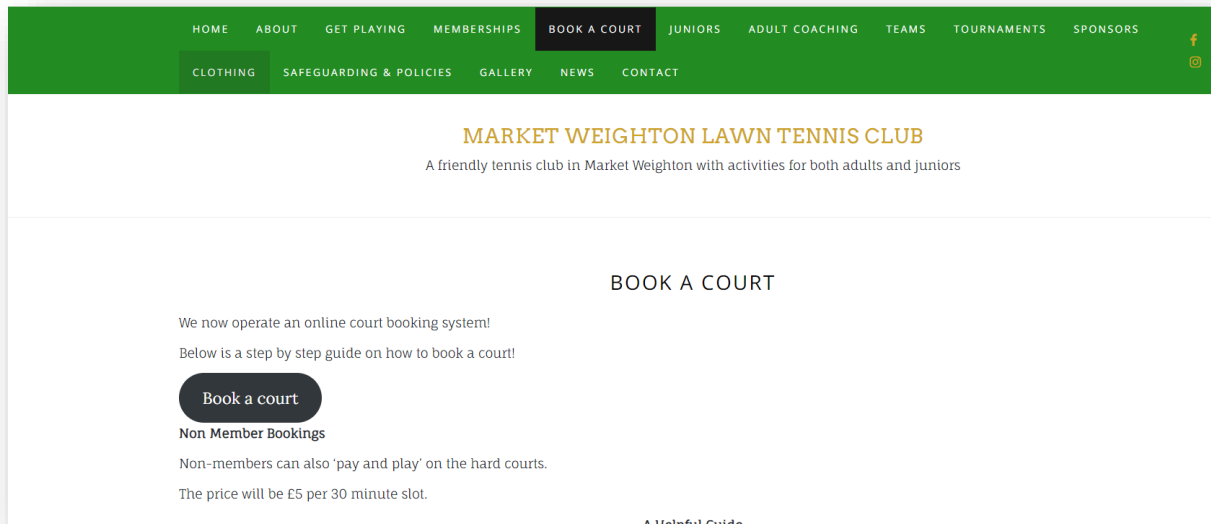 HOME ABOUT GET PLAYING MEMBERSHIPS BOOK A COURT JUNIORS ADULT COACHING TEAMS TOURNAMENTS SPONSORS
CLOTHING SAFEGUARDING & POLICIES GALLERY NEWS CONTACT
MARKET WEIGHTON LAWN TENNIS CLUB
A friendly tennis club in Market Weighton with activities for both adults and juniors
BOOK A COURT
We now operate an online court booking system!
Below is a step by step guide on how to book a court!
Book a court
Non Member Bookings
Non-members can also ‘pay and play’ on the hard courts.
The price will be £5 per 30 minute slot.
A Helpful Guide